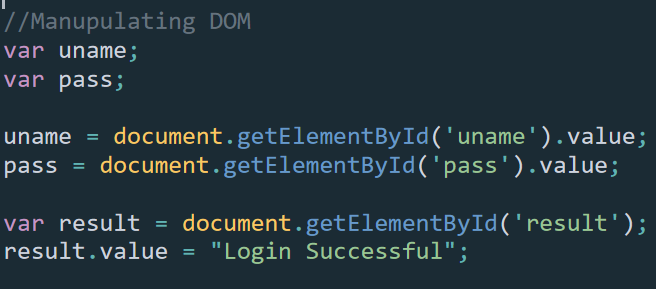 //Manupulating DOM
var uname;
var pass;
uname = document.getElementById('uname').value;
pass = document.getElementById('pass').value;
var result = document.getElementById('result');
result.value = "Login Successful";